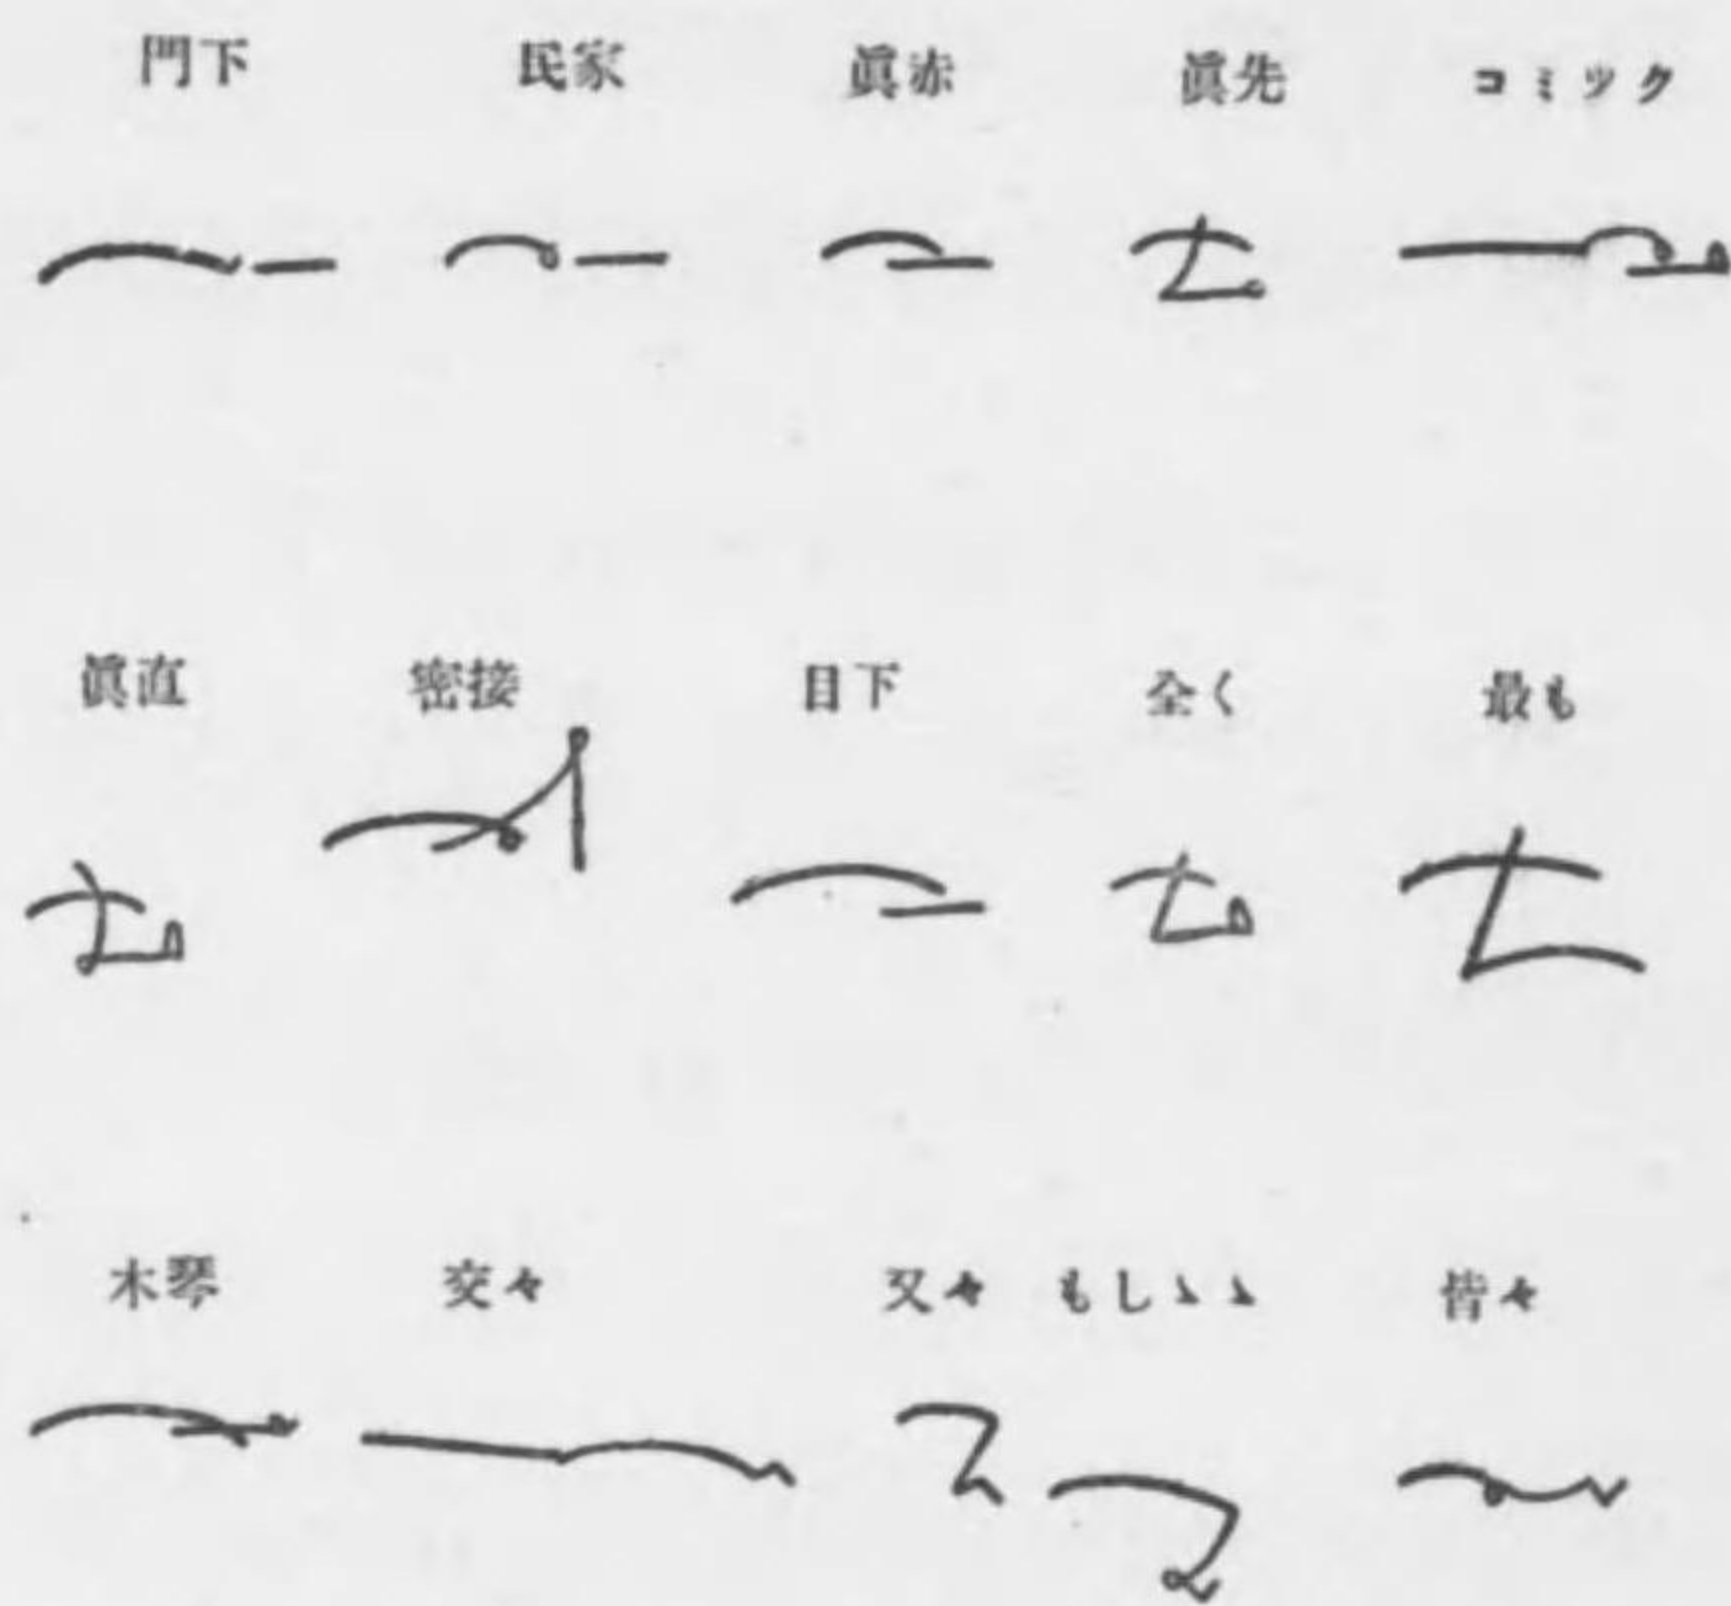 門下 民家 眞赤 眞先 コミック
眞直 密接 目下 全く 最も
木琴 交々 又々 もしゝゝ 皆々